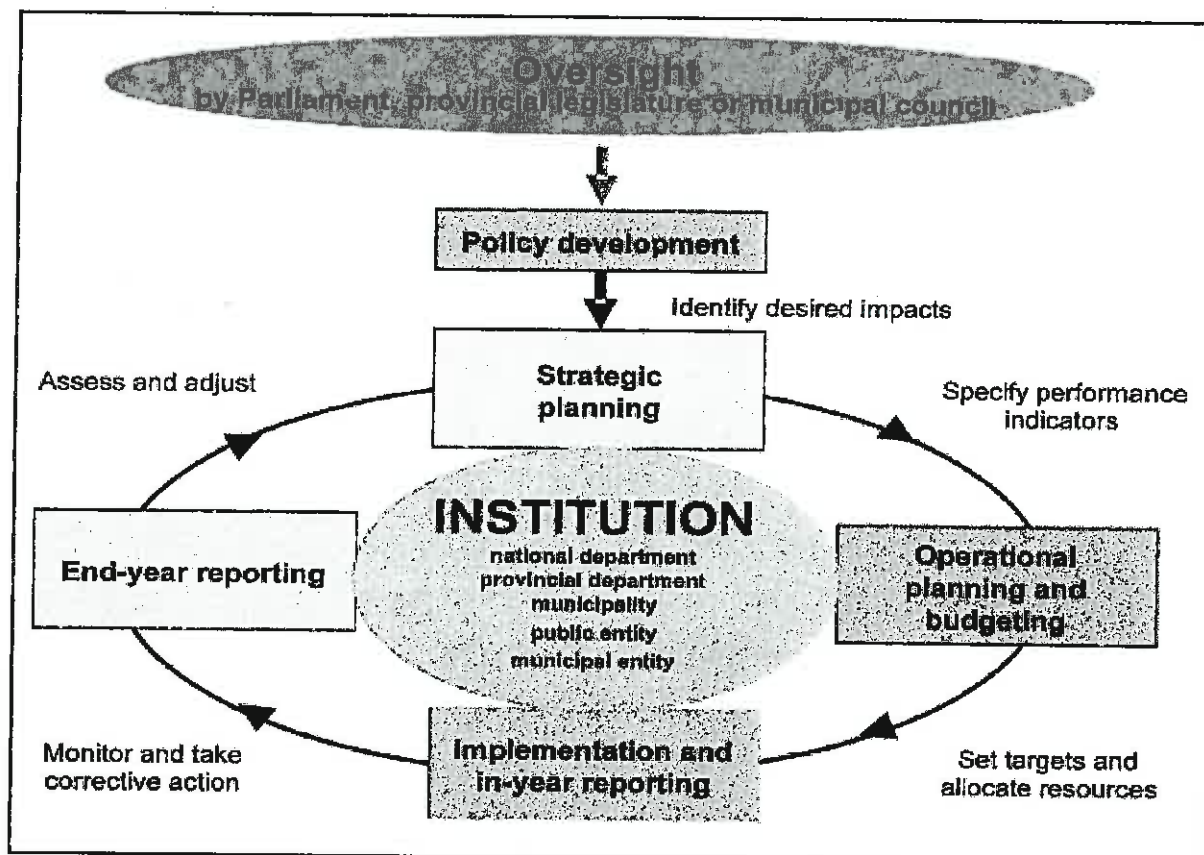 Oversight
by Parliament, provincial legislature or municipal council
Policy development
Identify desired impacts
Strategic
planning
Assess and adjust
Specify performance
indicators
INSTITUTION
national department
provincial department
municipality
public entity
municipal entity
End-year reporting
Operational
planning and
budgeting
Implementation and
in-year reporting
Monitor and take
corrective action
Set targets and
allocate resources